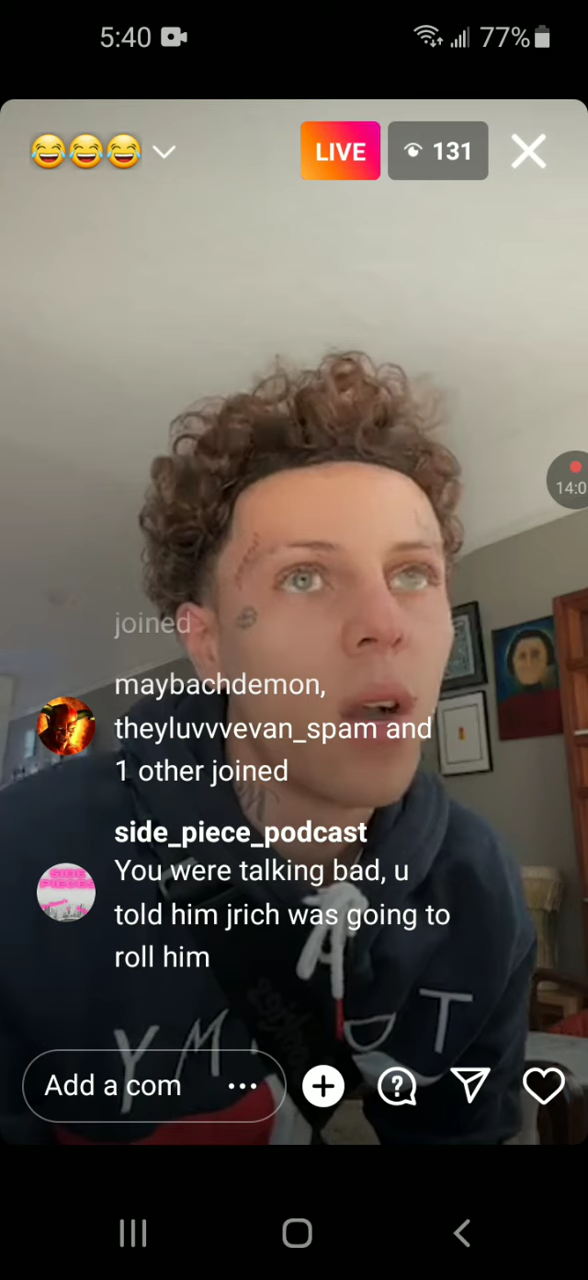 5:40
77%
😂😂😂
LIVE
131
14:0
joined
maybachdemon,
theyluvvvevan_spam and
1 other joined
side_piece_podcast
You were talking bad, u
told him jrich was going to
roll him
Add a com